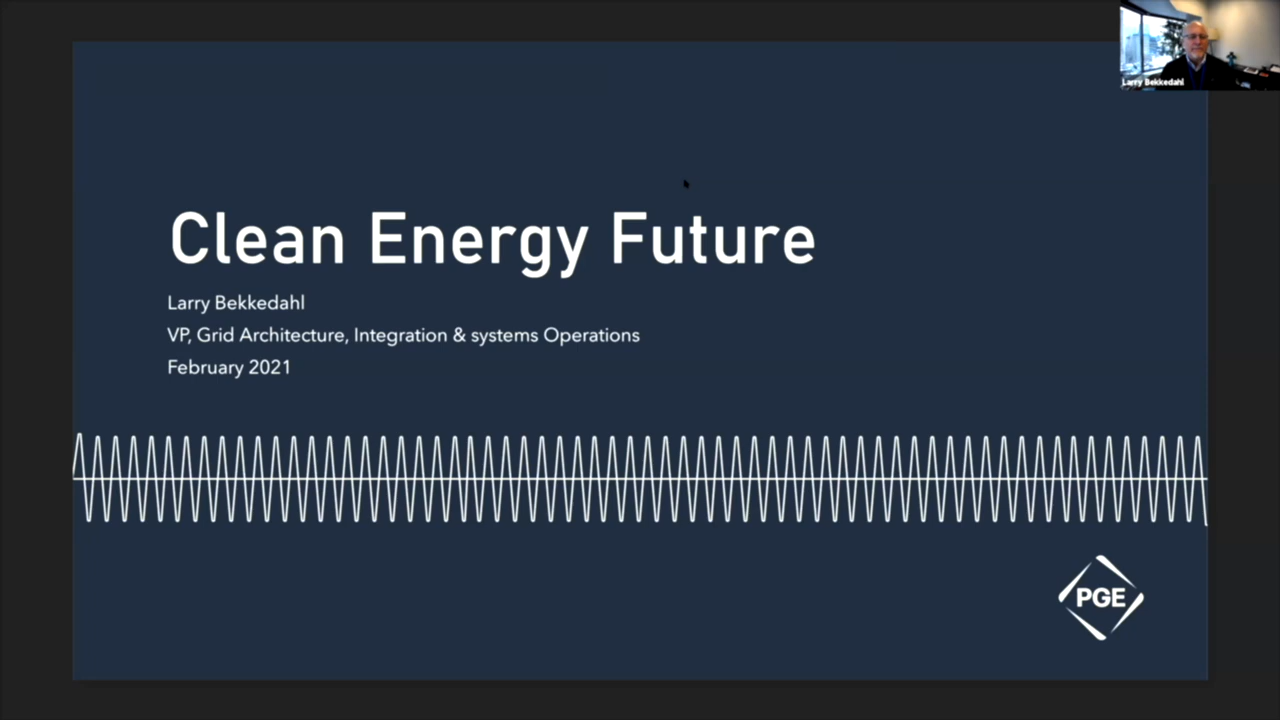 Larry Bekkedahl
Clean Energy Future
Larry Bekkedahl
VP, Grid Architecture, Integration & systems Operations
February 2021
PGE